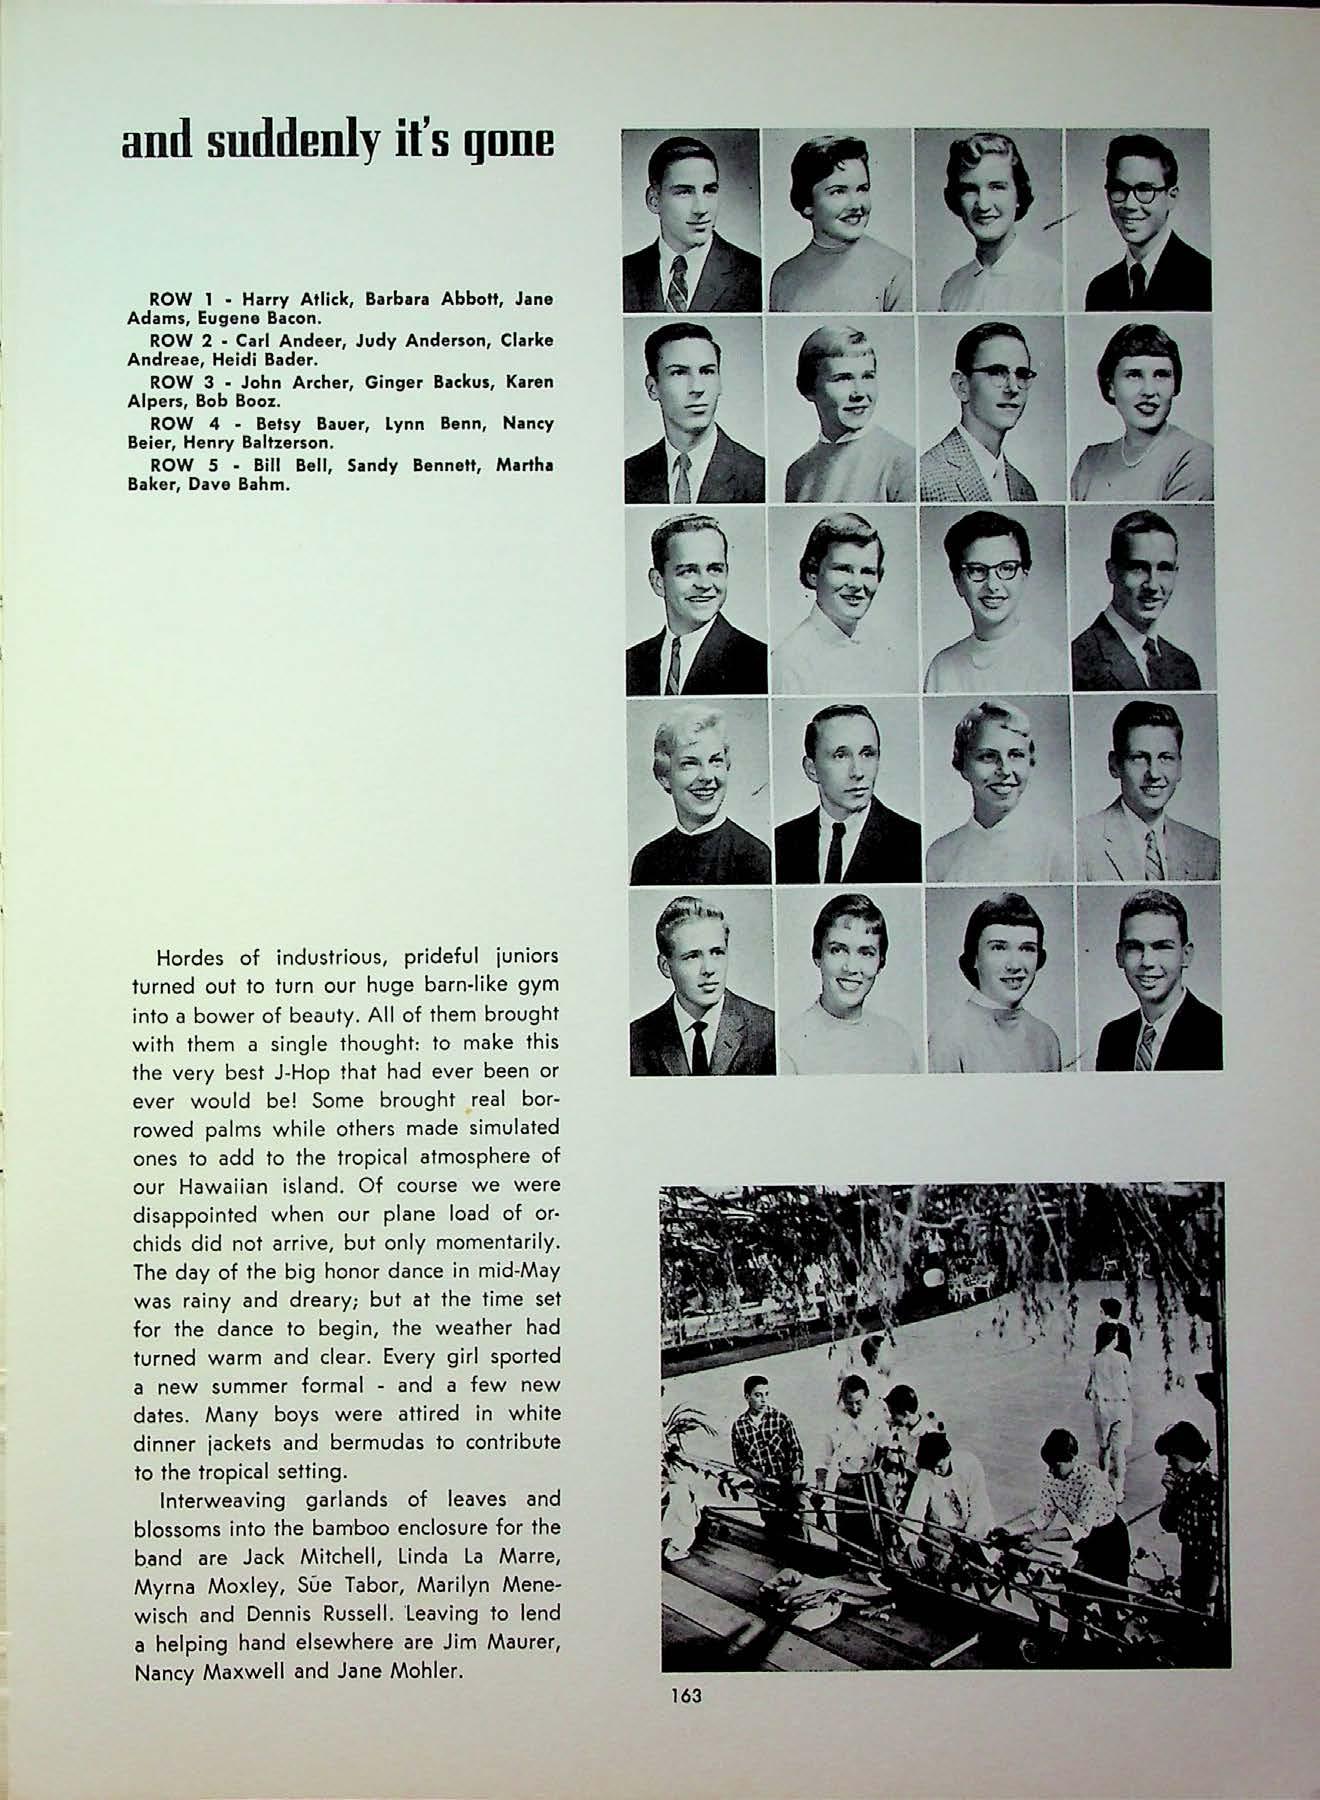 and suddenly it's gone
ROW 1 - Harry Atlick, Barbara Abbott, Jane
Adams, Eugene Bacon.
ROW 2 - Carl Andeer, Judy Anderson, Clarke
Andreae, Heidi Bader.
ROW 3 - John Archer, Ginger Backus, Karen
Alpers, Bob Booz.
ROW 4 - Betsy Bauer, Lynn Benn, Nancy
Beier, Henry Baltzerson.
ROW 5 - Bill Bell, Sandy Bennett, Martha
Baker, Dave Bahm.
Hordes of industrious, prideful juniors
turned out to turn our huge barn-like gym
into a bower of beauty. All of them brought
with them a single thought: to make this
the very best J-Hop that had ever been or
ever would be! Some brought real bor-
rowed palms while others made simulated
ones to add to the tropical atmosphere of
our Hawaiian island. Of course we were
disappointed when our plane load of or-
chids did not arrive, but only momentarily.
The day of the big honor dance in mid-May
was rainy and dreary; but at the time set
for the dance to begin, the weather had
turned warm and clear. Every girl sported
a new summer formal - and a few new
dates. Many boys were attired in white
dinner jackets and bermudas to contribute
to the tropical setting.
Interweaving garlands of leaves and
blossoms into the bamboo enclosure for the
band are Jack Mitchell, Linda La Marre,
Myrna Moxley, Sue Tabor, Marilyn Mene-
wisch and Dennis Russell. Leaving to lend
a helping hand elsewhere are Jim Maurer,
Nancy Maxwell and Jane Mohler.
163